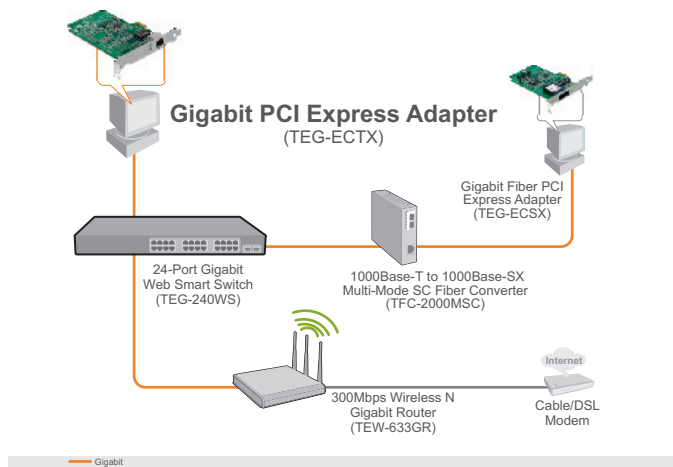 Gigabit PCI Express Adapter
(TEG-ECTX)
Gigabit Fiber PCI
Express Adapter
(TEG-ECSX)
24-Port Gigabit
Web Smart Switch
(TEG-240WS)
1000Base-T to 1000Base-SX
Multi-Mode SC Fiber Converter
(TFC-2000MSC)
Internet
300Mbps Wireless N
Gigabit Router
(TEW-633GR)
Cable/DSL
Modem
Gigabit